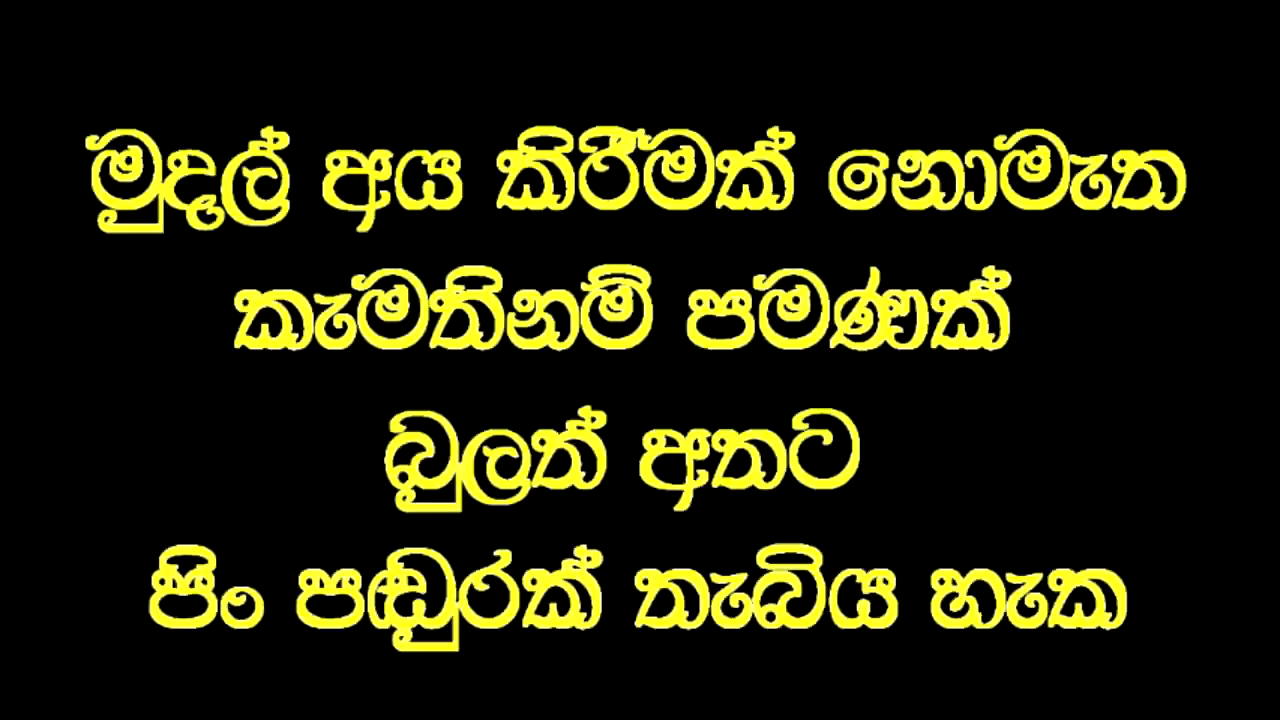 මුදල් අය කිරීමක් නොමැත
කැමතිනම් පමණක්
බුලත් අතට
පිං පඬුරක් තැබිය හැක